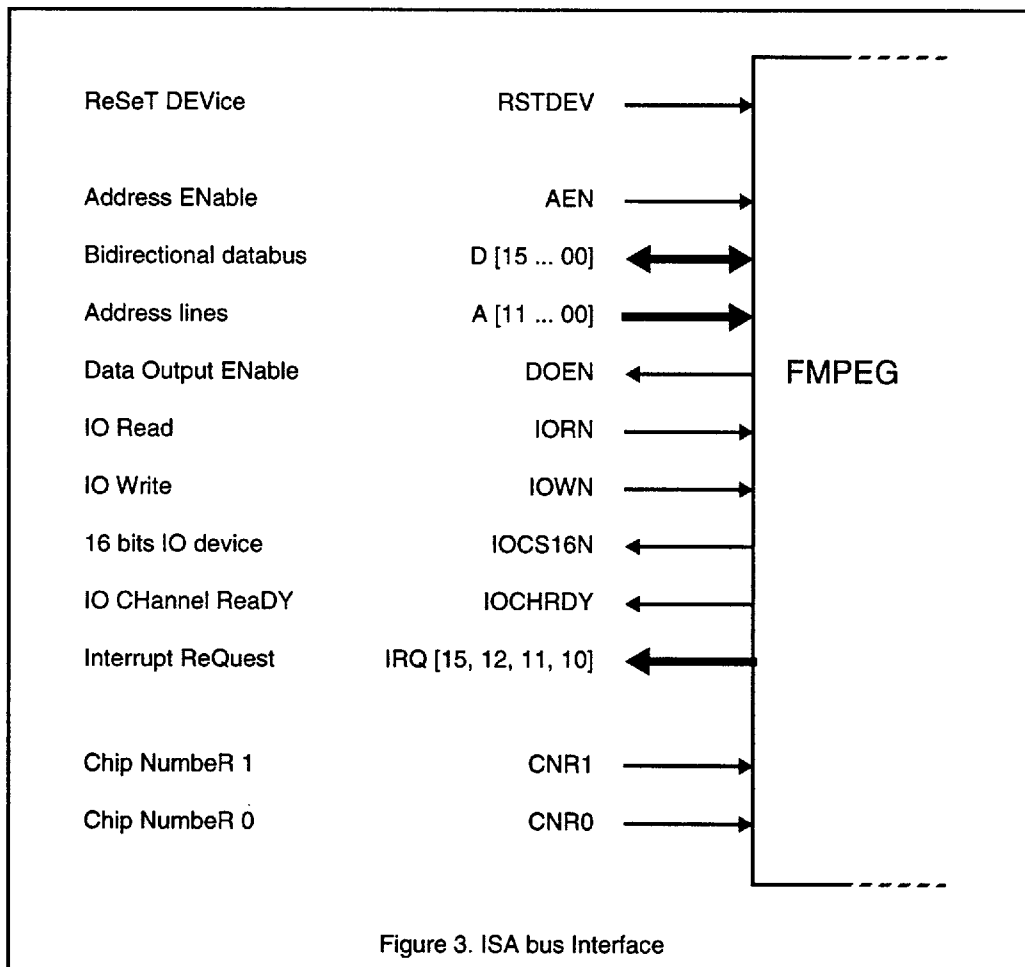 ReSeT DEVice RSTDEV
Address ENable AEN
Bidirectional databus D [15 ... 00]
Address lines A [11 ... 00]
Data Output ENable DOEN
FMPEG
IO Read IORN
IO Write IOWN
16 bits IO device IOCS16N
IO CHannel ReaDY IOCHRDY
Interrupt ReQuest IRQ [15, 12, 11, 10]
Chip NumbeR 1 CNR1
Chip NumbeR 0 CNR0
Figure 3. ISA bus Interface